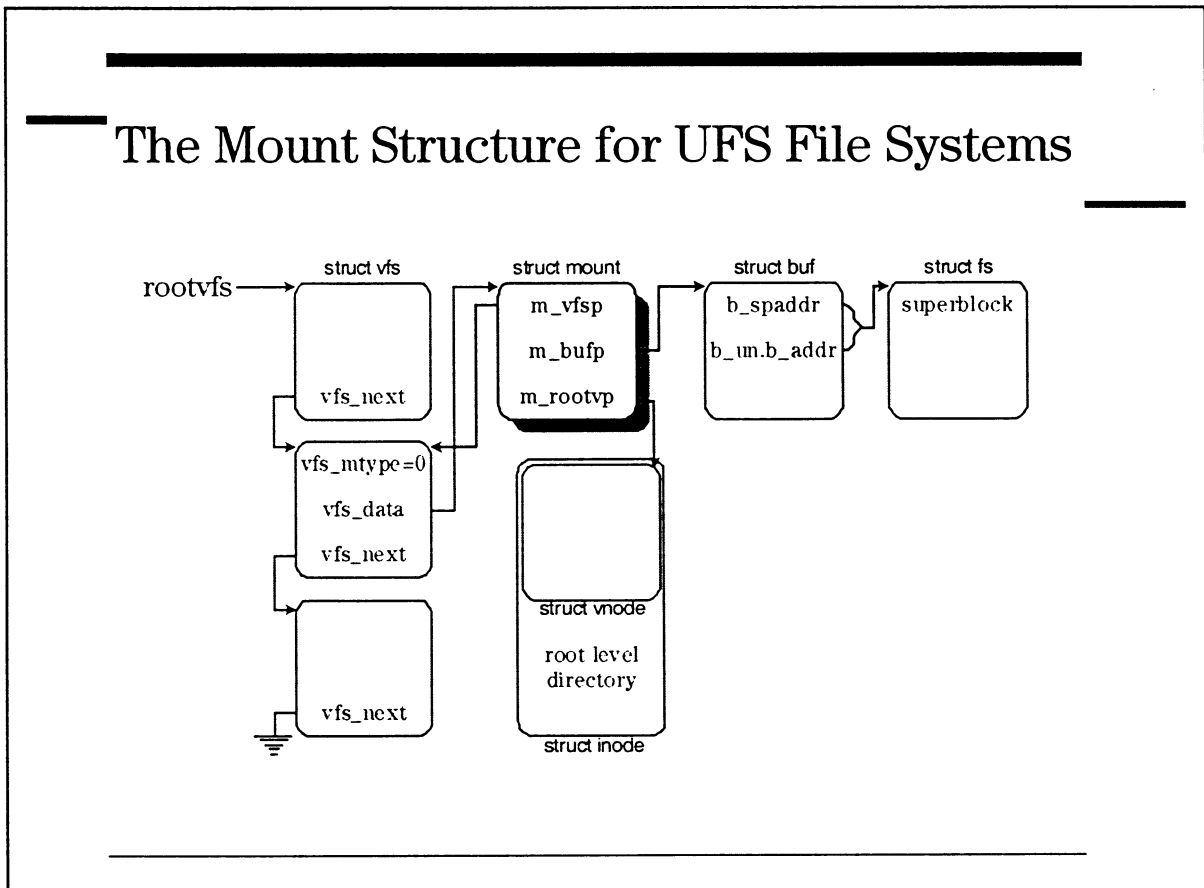 The Mount Structure for UFS File Systems
rootvfs
struct vfs
vfs_next
vfs_mtype=0
vfs_data
vfs_next
vfs_next
struct mount
m_vfsp
m_bufp
m_rootvp
struct vnode
root level
directory
struct inode
struct buf
b_spaddr
b_un.b_addr
struct fs
superblock